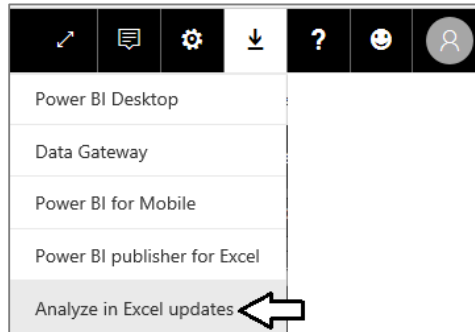 ?
Power BI Desktop
Data Gateway
Power BI for Mobile
Power BI publisher for Excel
Analyze in Excel updates